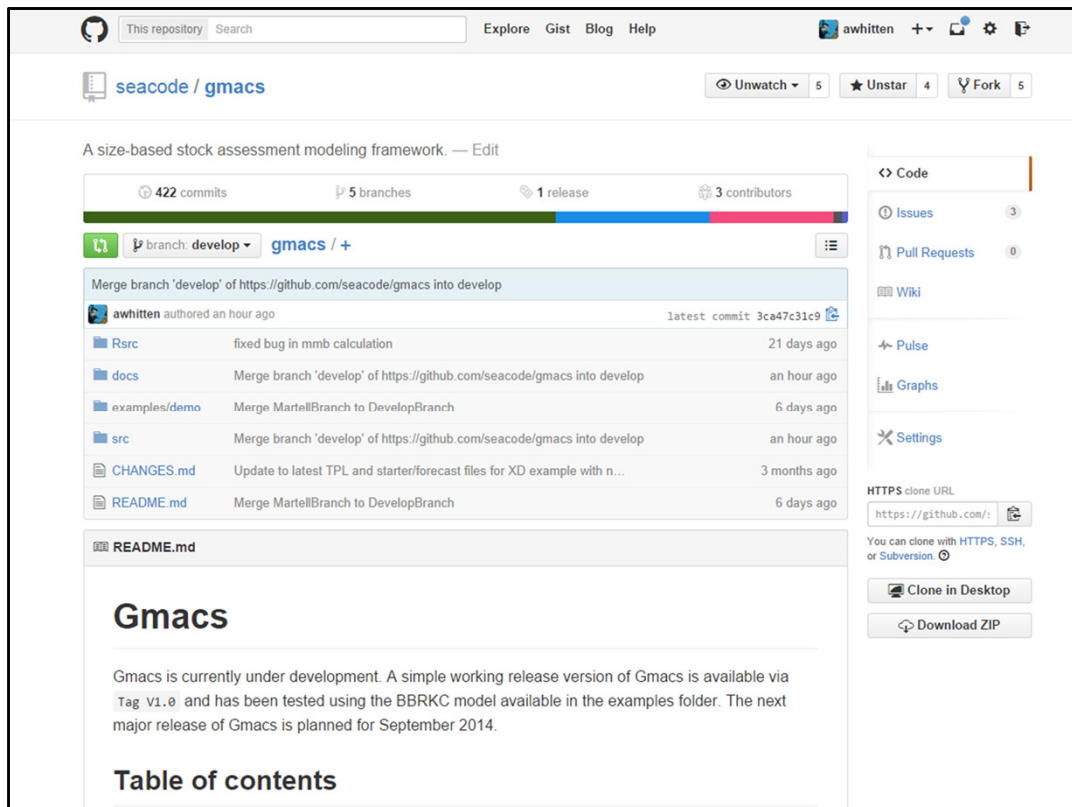 This repository Search Explore Gist Blog Help awhitten
seacode / gmacs Unwatch 5 Unstar 4 Fork 5
A size-based stock assessment modeling framework. — Edit
422 commits 5 branches 1 release 3 contributors
branch: develop gmacs / +
Merge branch 'develop' of https://github.com/seacode/gmacs into develop
awhitten authored an hour ago latest commit 3ca47c31c9
Rsrc fixed bug in mmb calculation 21 days ago
docs Merge branch 'develop' of https://github.com/seacode/gmacs into develop an hour ago
examples/demo Merge MartellBranch to DevelopBranch 6 days ago
src Merge branch 'develop' of https://github.com/seacode/gmacs into develop an hour ago
CHANGES.md Update to latest TPL and starter/forecast files for XD example with n… 3 months ago
README.md Merge MartellBranch to DevelopBranch 6 days ago
README.md
Gmacs
Gmacs is currently under development. A simple working release version of Gmacs is available via
Tag V1.0 and has been tested using the BBRKC model available in the examples folder. The next
major release of Gmacs is planned for September 2014.
Table of contents
<> Code
Issues 3
Pull Requests 0
Wiki
Pulse
Graphs
Settings
HTTPS clone URL
https://github.com/
You can clone with HTTPS, SSH,
or Subversion.
Clone in Desktop
Download ZIP